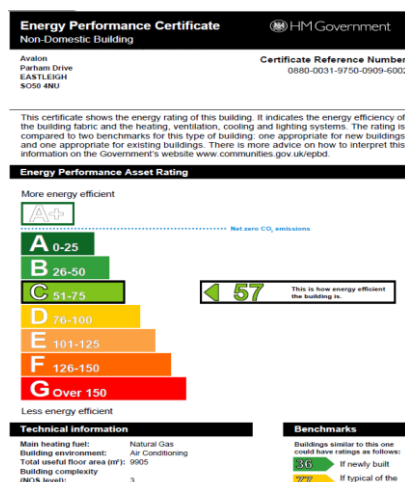 Energy Performance Certificate
HM Government
Non-Domestic Building
Avalon
Parham Drive
EASTLEIGH
SO50 4NU
Certificate Reference Number
0880-0031-9750-0909-6002
This certificate shows the energy rating of this building. It indicates the energy efficiency of
the building fabric and the heating, ventilation, cooling and lighting systems. The rating is
compared to two benchmarks for this type of building: one appropriate for new buildings
and one appropriate for existing buildings. There is more advice on how to interpret this
information on the Government's website www.communities.gov.uk/epbd.
Energy Performance Asset Rating
More energy efficient
A+
Net zero CO₂ emissions
A 0-25
B 26-50
C 51-75
57
This is how energy efficient
the building is.
D 76-100
E 101-125
F 126-150
G Over 150
Less energy efficient
Technical information
Main heating fuel: Natural Gas
Building environment: Air Conditioning
Total useful floor area (m²): 9905
Building complexity
(NOS level): 3
Benchmarks
Buildings similar to this one
could have ratings as follows:
36 If newly built
77 If typical of the